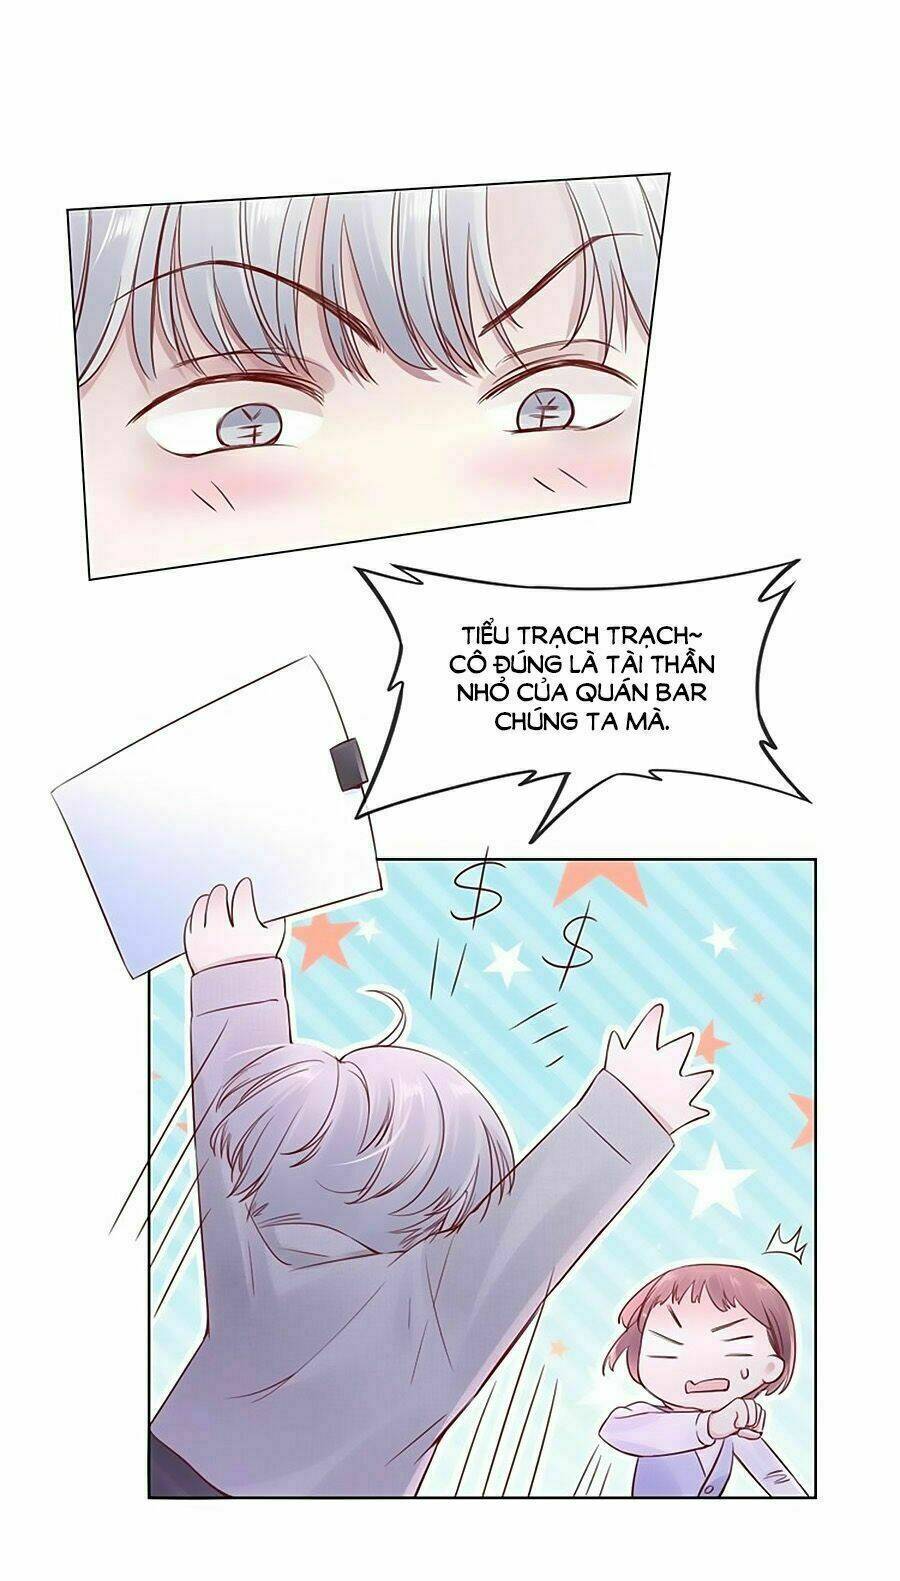 ¥ ¥
TIỂU TRẠCH TRẠCH~
CÔ ĐÚNG LÀ TÀI THẦN
NHỎ CỦA QUÁN BAR
CHÚNG TA MÀ.
$
$